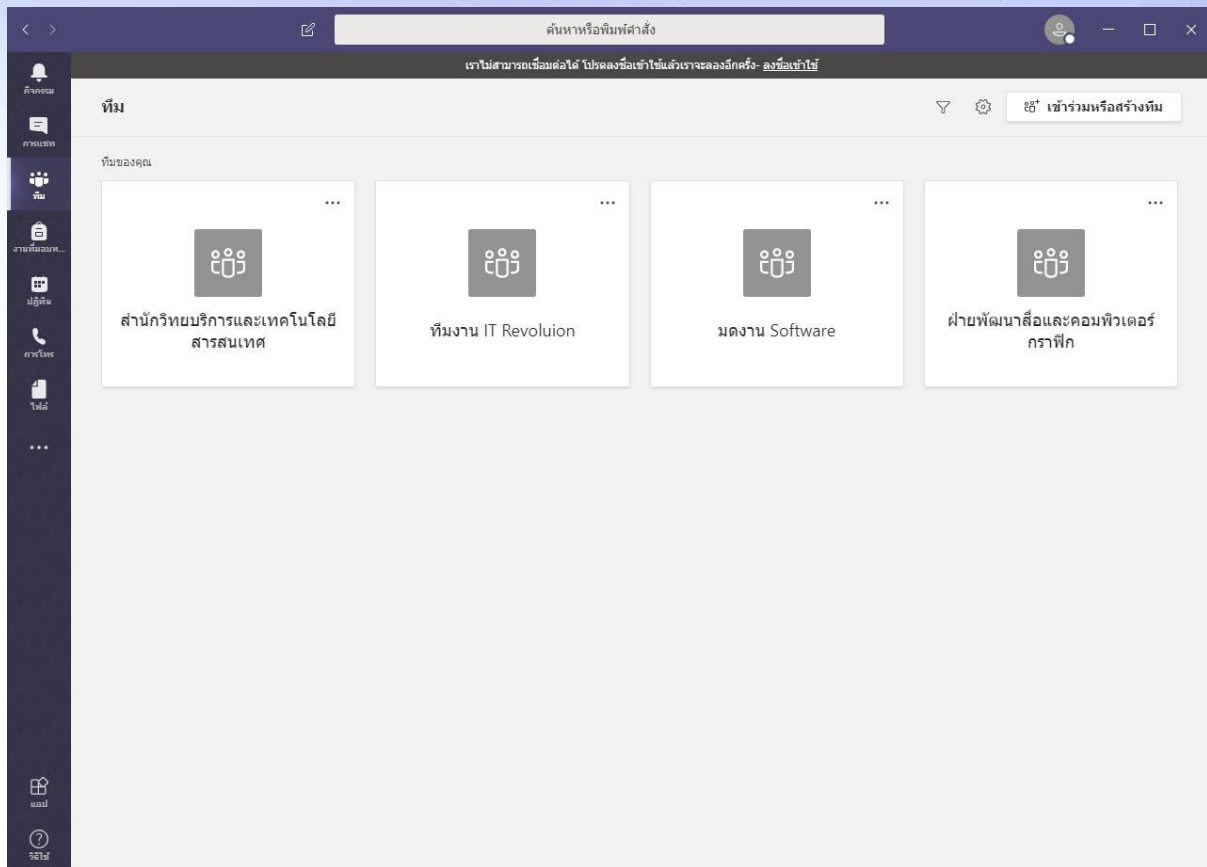 ค้นหาหรือพิมพ์คำสั่ง
เราไม่สามารถเชื่อมต่อได้ โปรดลงชื่อเข้าใช้แล้วเราจะลองอีกครั้ง- ลงชื่อเข้าใช้
กิจกรรม
การแชท
ทีม
งานที่มอบห...
ปฏิทิน
การโทร
ไฟล์
...
แอป
วิธีใช้
ทีม
เข้าร่วมหรือสร้างทีม
ทีมของคุณ
สำนักวิทยบริการและเทคโนโลยี
สารสนเทศ
ทีมงาน IT Revoluion
มดงาน Software
ฝ่ายพัฒนาสื่อและคอมพิวเตอร์
กราฟิก